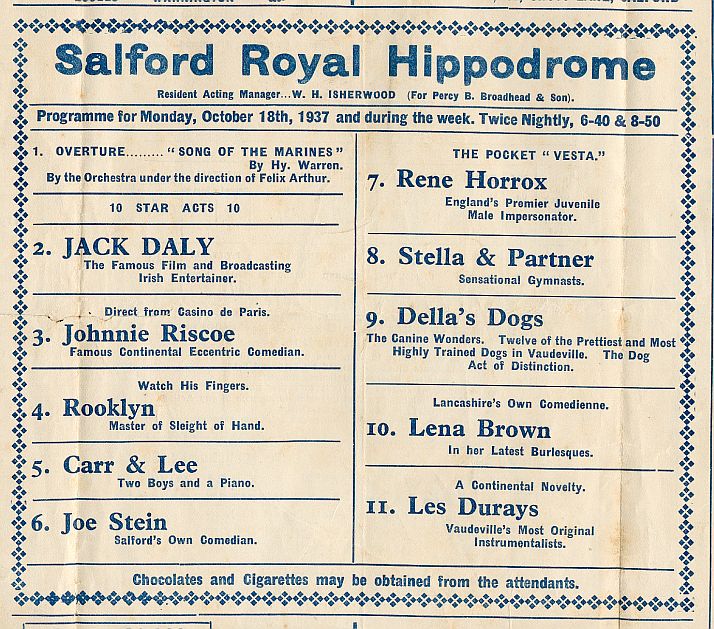 Salford Royal Hippodrome
Resident Acting Manager...W. H. ISHERWOOD (For Percy B. Broadhead & Son).
Programme for Monday, October 18th, 1937 and during the week. Twice Nightly, 6-40 & 8-50
1. OVERTURE......... "SONG OF THE MARINES"
By Hy. Warren.
By the Orchestra under the direction of Felix Arthur.
10 STAR ACTS 10
2. JACK DALY
The Famous Film and Broadcasting
Irish Entertainer.
Direct from Casino de Paris.
3. Johnnie Riscoe
Famous Continental Eccentric Comedian.
Watch His Fingers.
4. Rooklyn
Master of Sleight of Hand.
5. Carr & Lee
Two Boys and a Piano.
6. Joe Stein
Salford's Own Comedian.
THE POCKET "VESTA."
7. Rene Horrox
England's Premier Juvenile
Male Impersonator.
8. Stella & Partner
Sensational Gymnasts.
9. Della's Dogs
The Canine Wonders. Twelve of the Prettiest and Most
Highly Trained Dogs in Vaudeville. The Dog
Act of Distinction.
Lancashire's Own Comedienne.
10. Lena Brown
In her Latest Burlesques.
A Continental Novelty.
11. Les Durays
Vaudeville's Most Original
Instrumentalists.
Chocolates and Cigarettes may be obtained from the attendants.